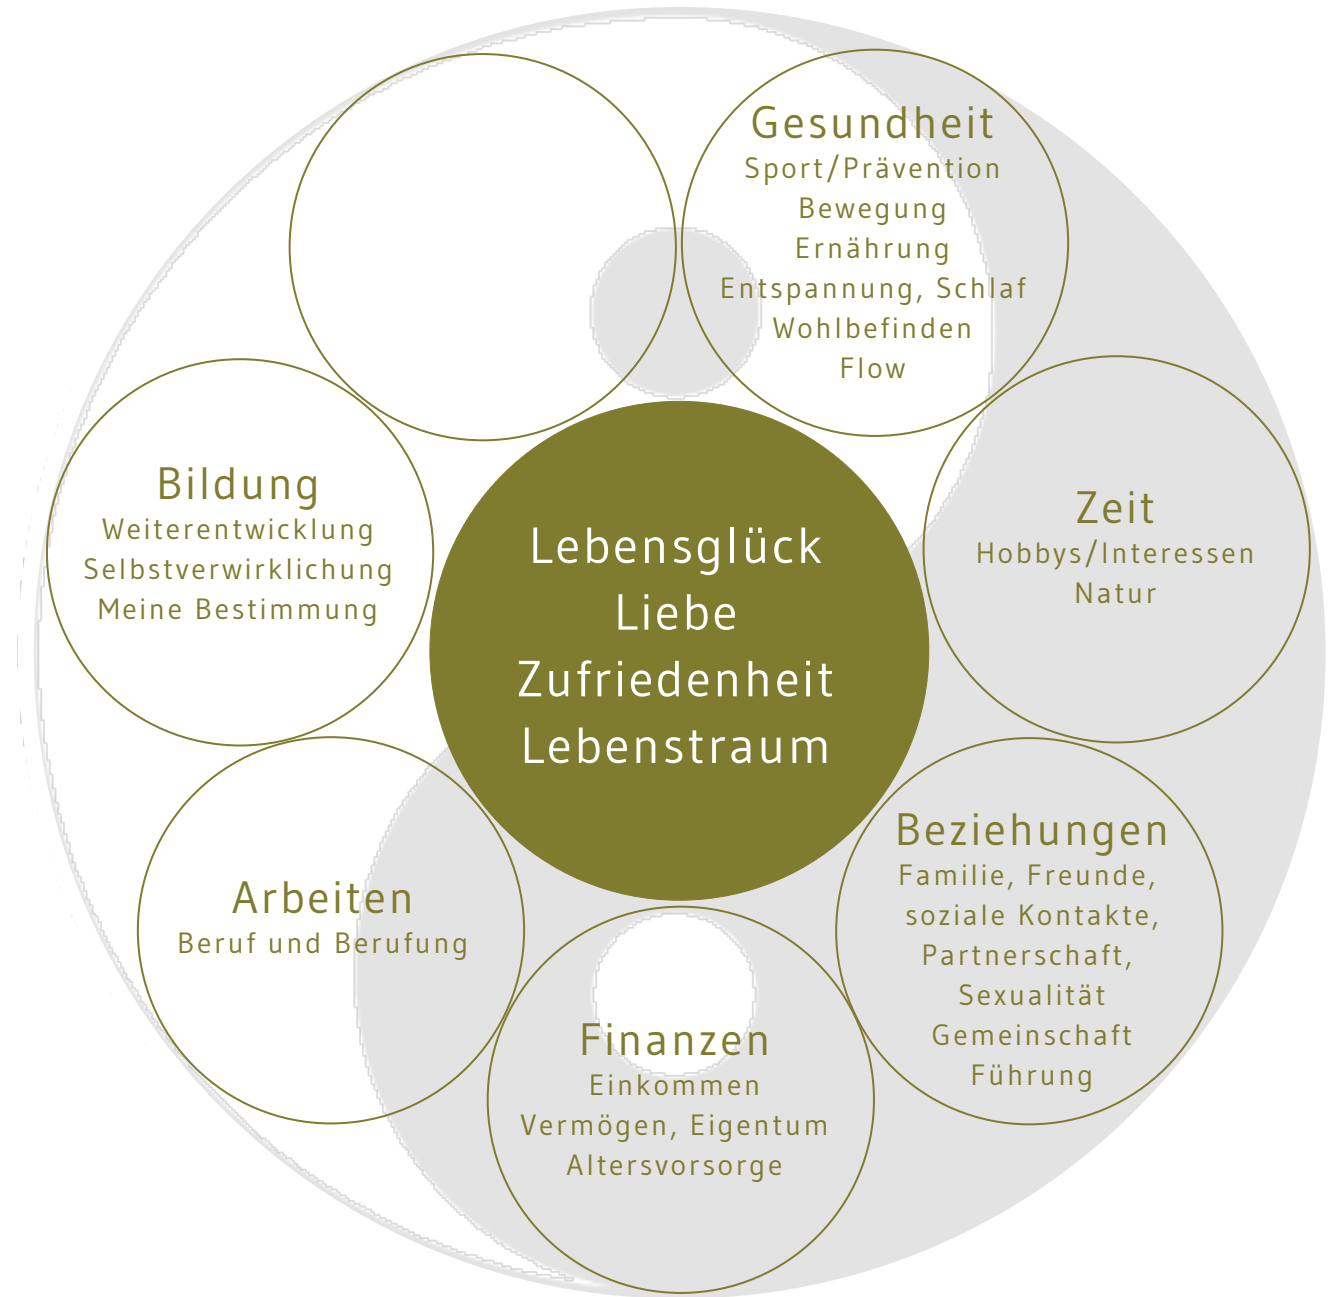 Gesundheit
Sport/Prävention
Bewegung
Ernährung
Entspannung, Schlaf
Wohlbefinden
Flow
Zeit
Hobbys/Interessen
Natur
Beziehungen
Familie, Freunde,
soziale Kontakte,
Partnerschaft,
Sexualität
Gemeinschaft
Führung
Finanzen
Einkommen
Vermögen, Eigentum
Altersvorsorge
Arbeiten
Beruf und Berufung
Bildung
Weiterentwicklung
Selbstverwirklichung
Meine Bestimmung
Lebensglück
Liebe
Zufriedenheit
Lebenstraum